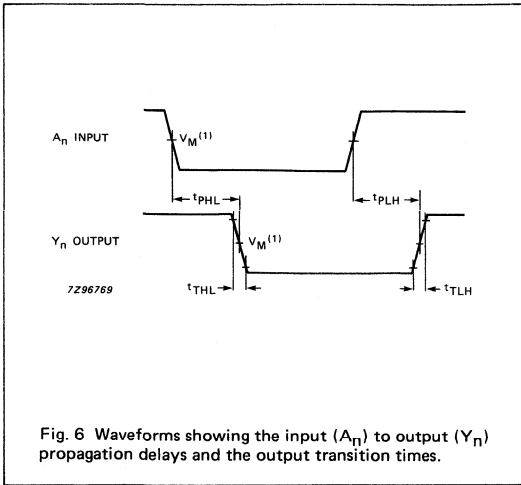 Aₙ INPUT
V_M⁽¹⁾
t_PHL
t_PLH
Yₙ OUTPUT
V_M⁽¹⁾
7Z96769
t_THL
t_TLH
Fig. 6 Waveforms showing the input (Aₙ) to output (Yₙ)
propagation delays and the output transition times.